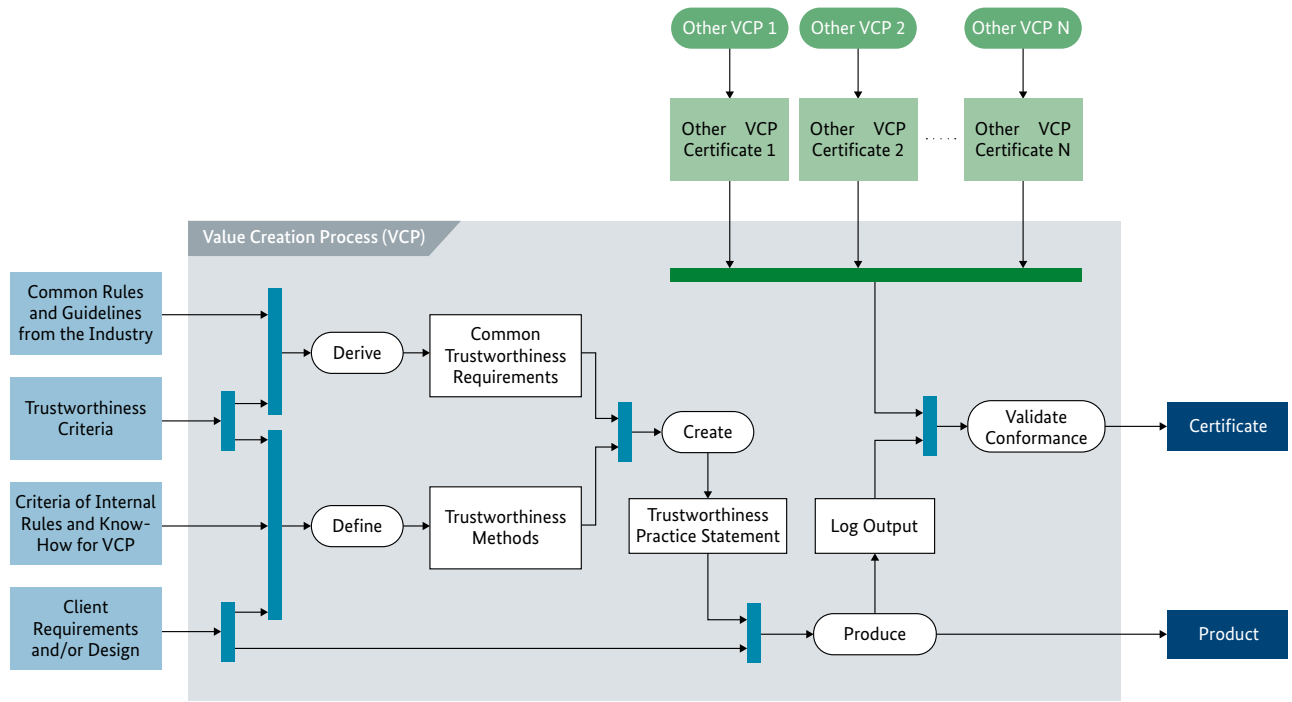 Other VCP 1
Other VCP 2
Other VCP N
Other VCP
Certificate 1
Other VCP
Certificate 2
.....
Other VCP
Certificate N
Value Creation Process (VCP)
Common Rules
and Guidelines
from the Industry
Trustworthiness
Criteria
Criteria of Internal
Rules and Know-
How for VCP
Client
Requirements
and/or Design
Derive
Common
Trustworthiness
Requirements
Define
Trustworthiness
Methods
Create
Trustworthiness
Practice Statement
Log Output
Produce
Validate
Conformance
Certificate
Product